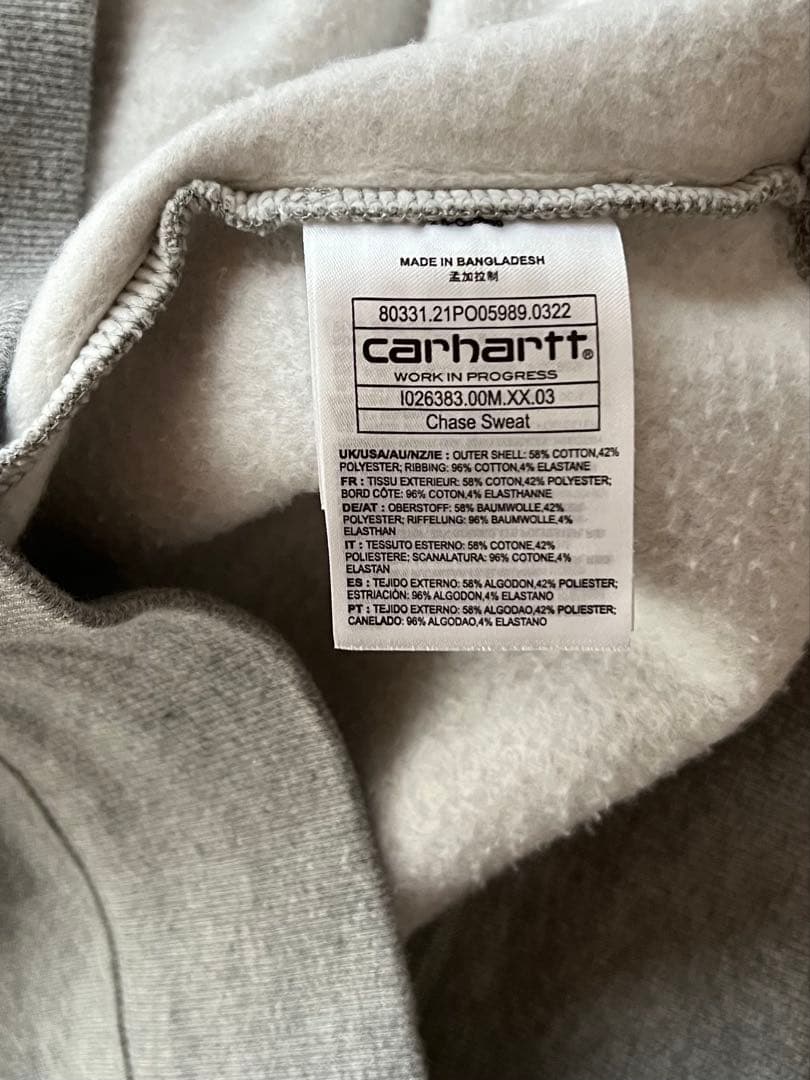 MADE IN BANGLADESH
孟加拉制
80331.21PO05989.0322
carhartt®
WORK IN PROGRESS
I026383.00M.XX.03
Chase Sweat
UK/USA/AU/NZ/IE : OUTER SHELL: 58% COTTON,42%
POLYESTER; RIBBING: 96% COTTON,4% ELASTANE
FR : TISSU EXTERIEUR: 58% COTON,42% POLYESTER;
BORD CÔTE: 96% COTON,4% ELASTHANNE
DE/AT : OBERSTOFF: 58% BAUMWOLLE,42%
POLYESTER; RIFFELUNG: 96% BAUMWOLLE,4%
ELASTHAN
IT : TESSUTO ESTERNO: 58% COTONE,42%
POLIESTERE; SCANALATURA: 96% COTONE,4%
ELASTAN
ES : TEJIDO EXTERNO: 58% ALGODON,42% POLIESTER;
ESTRIACIÓN: 96% ALGODON,4% ELASTANO
PT : TEJIDO EXTERNO: 58% ALGODAO,42% POLIESTER;
CANELADO: 96% ALGODAO,4% ELASTANO